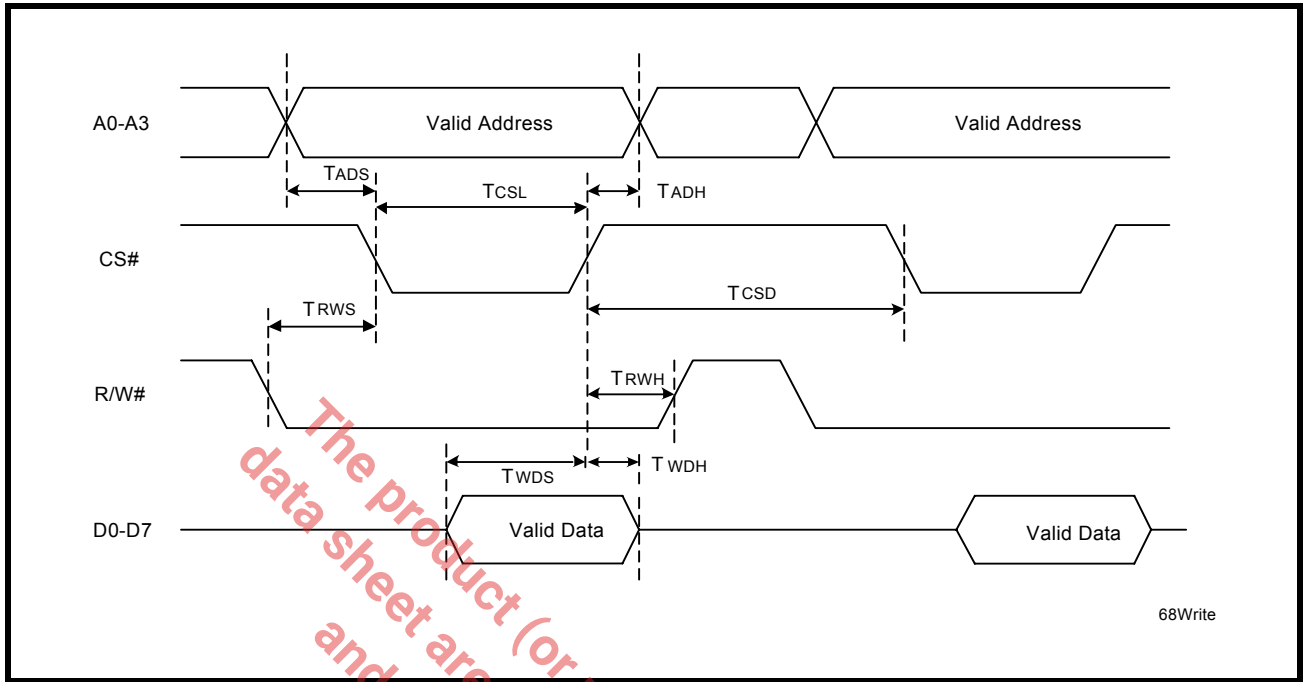 A0-A3
Valid Address
Valid Address
TADS
TCSL
TADH
CS#
TCSD
TRWS
R/W#
TRWH
TWDS
TWDH
D0-D7
Valid Data
Valid Data
68Write
The product (or
data sheet are
and